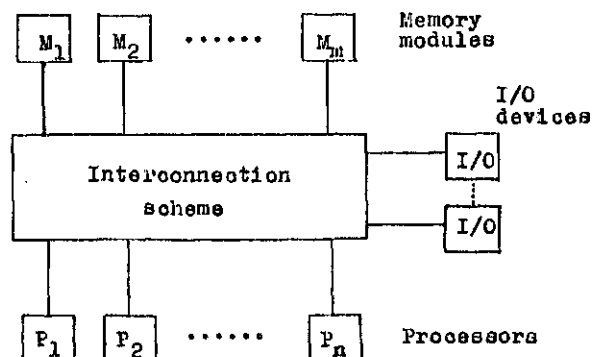 M1 M2 ...... Mm Memory modules
I/O devices
I/O
Interconnection scheme
I/O
P1 P2 ...... Pn Processors